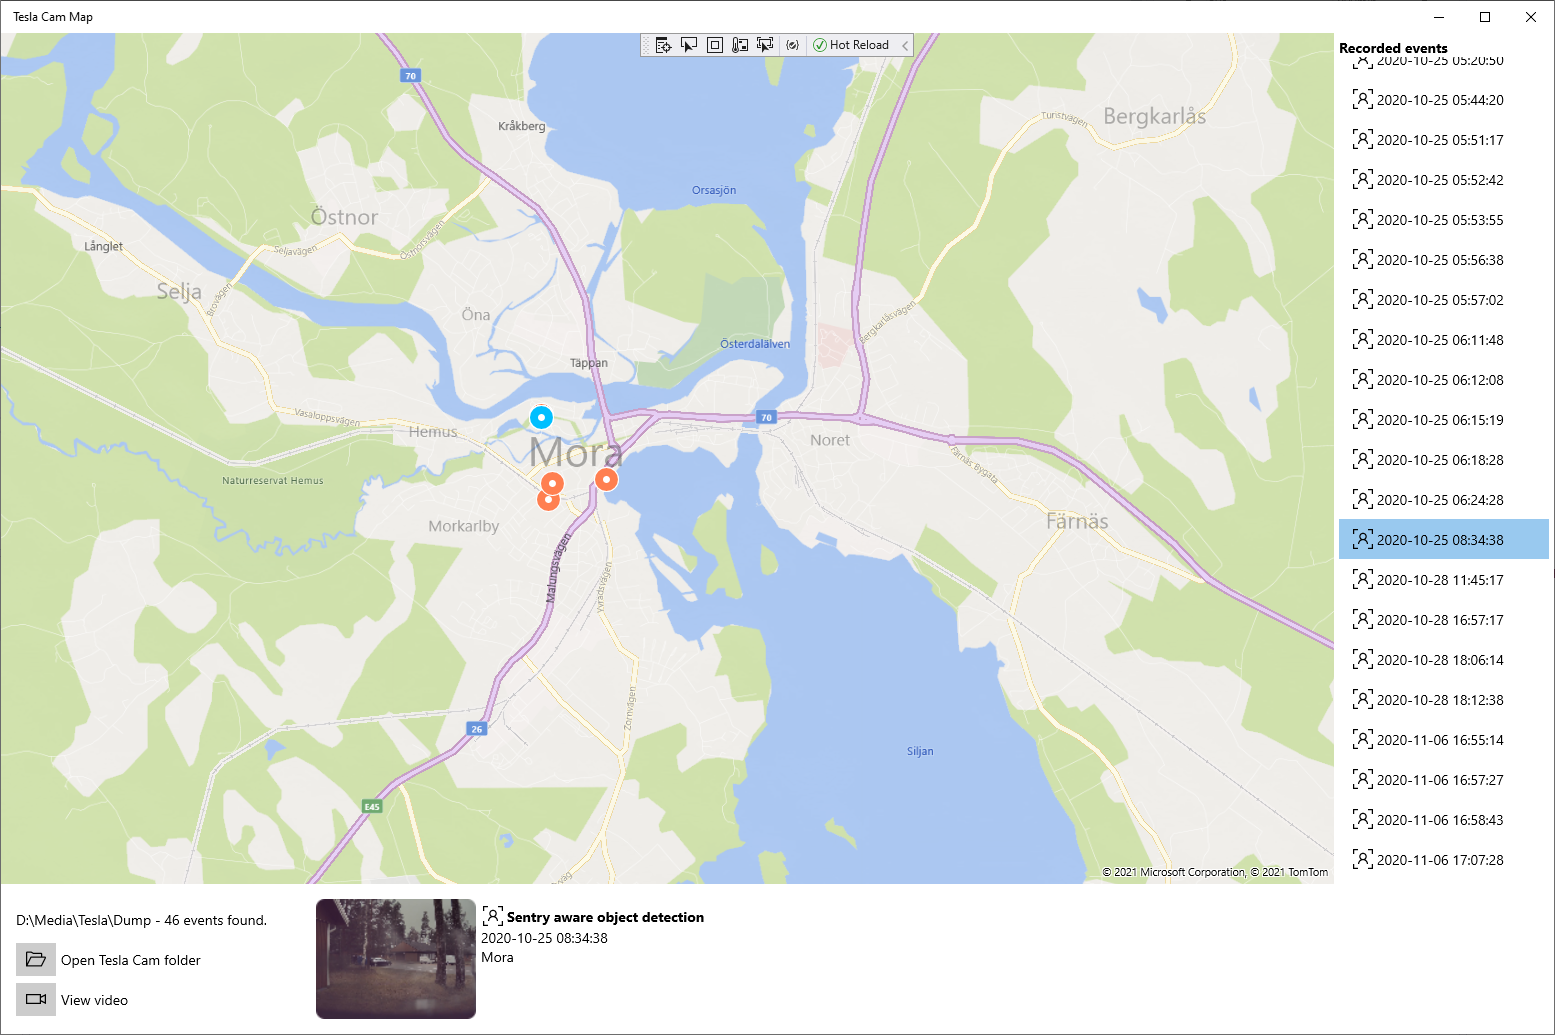 Tesla Cam Map
Hot Reload
Recorded events
2020-10-25 05:20:50
2020-10-25 05:44:20
2020-10-25 05:51:17
2020-10-25 05:52:42
2020-10-25 05:53:55
2020-10-25 05:56:38
2020-10-25 05:57:02
2020-10-25 06:11:48
2020-10-25 06:12:08
2020-10-25 06:15:19
2020-10-25 06:18:28
2020-10-25 06:24:28
2020-10-25 08:34:38
2020-10-28 11:45:17
2020-10-28 16:57:17
2020-10-28 18:06:14
2020-10-28 18:12:38
2020-11-06 16:55:14
2020-11-06 16:57:27
2020-11-06 16:58:43
2020-11-06 17:07:28
70
Kråkberg
Turistvägen
Bergkarlås
Orsasjön
Östnor
Långlet
Seljavägen
Östnorsvägen
Selja
Brovägen
Öna
Bergkarlåsvägen
Österdalälven
Täppan
Vasaloppsvägen
70
Hemus
Noret
Mora
Färnäs Bygata
Naturreservat Hemus
Morkarlby
Färnäs
Malungsvägen
Yvradsvägen
Zornvägen
26
Siljan
E45
© 2021 Microsoft Corporation, © 2021 TomTom
D:\Media\Tesla\Dump - 46 events found.
Open Tesla Cam folder
View video
Sentry aware object detection
2020-10-25 08:34:38
Mora